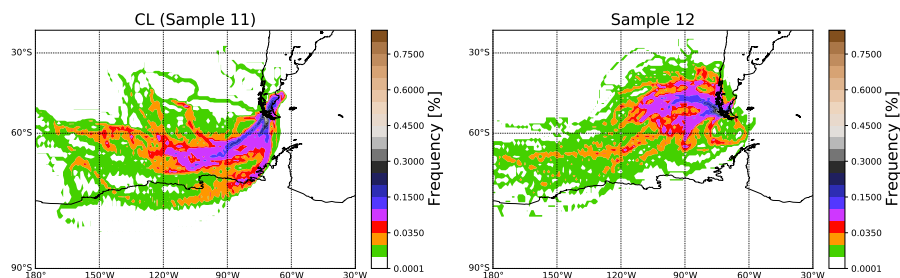 CL (Sample 11)
30°S
60°S
90°S
180° 150°W 120°W 90°W 60°W 30°W
0.7500
0.6000
0.4500
0.3000
0.1500
0.0350
0.0001
Frequency [%]
Sample 12
30°S
60°S
90°S
180° 150°W 120°W 90°W 60°W 30°W
0.7500
0.6000
0.4500
0.3000
0.1500
0.0350
0.0001
Frequency [%]